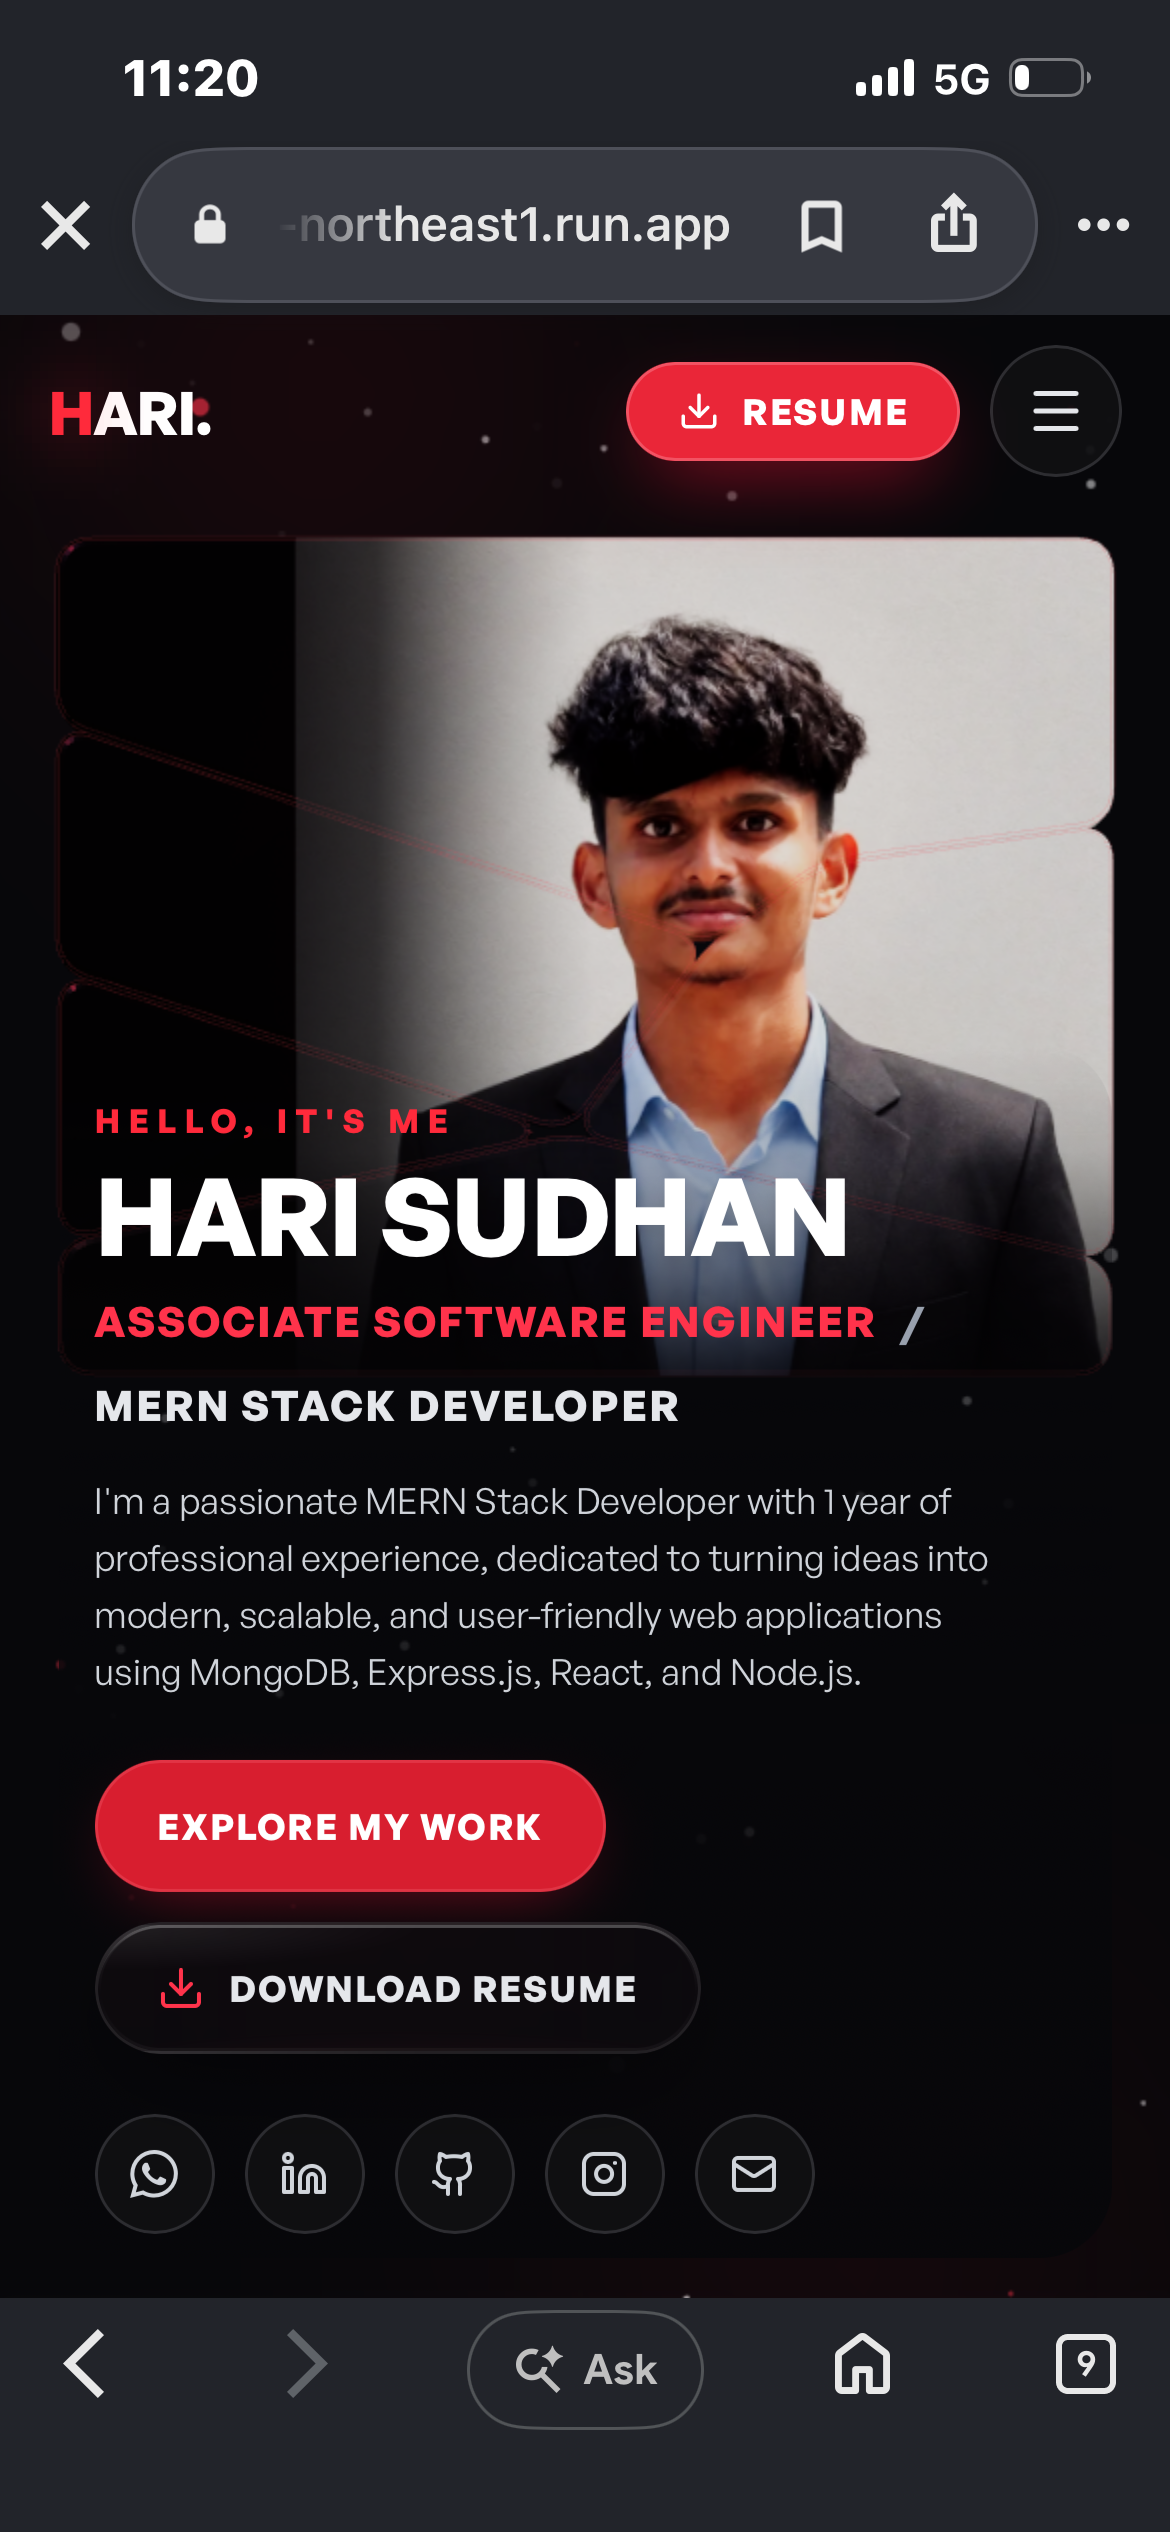 11:20
5G
-northeast1.run.app
HARI.
RESUME
HELLO, IT'S ME
HARI SUDHAN
ASSOCIATE SOFTWARE ENGINEER /
MERN STACK DEVELOPER
I'm a passionate MERN Stack Developer with 1 year of
professional experience, dedicated to turning ideas into
modern, scalable, and user-friendly web applications
using MongoDB, Express.js, React, and Node.js.
EXPLORE MY WORK
DOWNLOAD RESUME
in
Ask
9